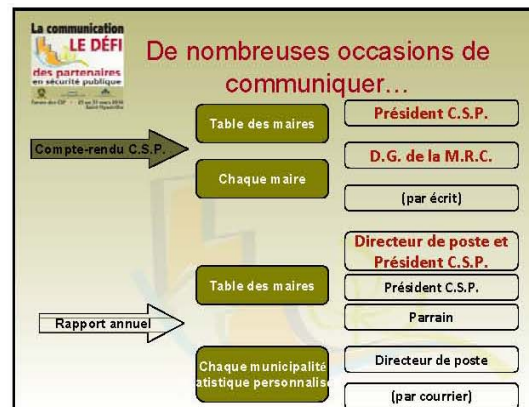 La communication
LE DÉFI
des partenaires
en sécurité publique
De nombreuses occasions de
communiquer…
Compte-rendu C.S.P.
Table des maires
Président C.S.P.
D.G. de la M.R.C.
Chaque maire
(par écrit)
Rapport annuel
Table des maires
Directeur de poste et
Président C.S.P.
Président C.S.P.
Parrain
Chaque municipalité
atistique personnalisé
Directeur de poste
(par courrier)